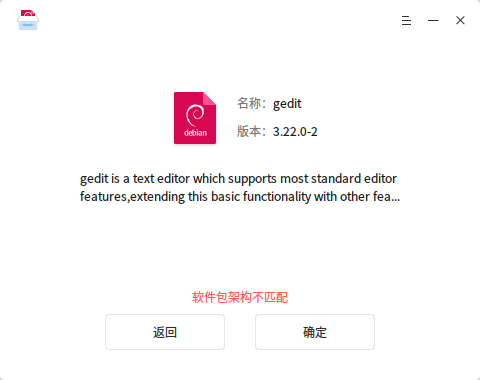 debian
名称：gedit
版本：3.22.0-2
gedit is a text editor which supports most standard editor
features,extending this basic functionality with other fea...
软件包架构不匹配
返回
确定